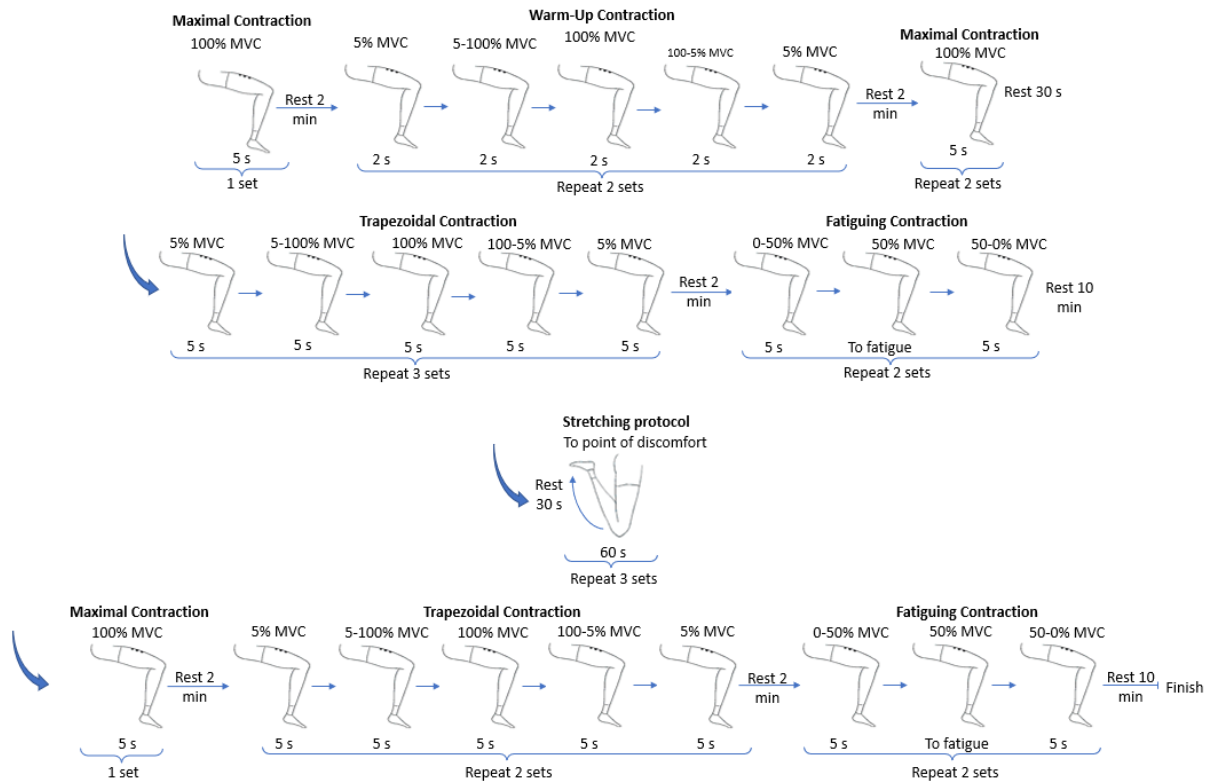 Maximal Contraction
100% MVC
Rest 2
min
5 s
1 set
Warm-Up Contraction
5% MVC
5-100% MVC
100% MVC
100-5% MVC
5% MVC
2 s
2 s
2 s
2 s
2 s
Repeat 2 sets
Rest 2
min
Maximal Contraction
100% MVC
Rest 30 s
5 s
Repeat 2 sets
Trapezoidal Contraction
5% MVC
5-100% MVC
100% MVC
100-5% MVC
5% MVC
5 s
5 s
5 s
5 s
5 s
Repeat 3 sets
Rest 2
min
Fatiguing Contraction
0-50% MVC
50% MVC
50-0% MVC
Rest 10
min
5 s
To fatigue
5 s
Repeat 2 sets
Stretching protocol
To point of discomfort
Rest
30 s
60 s
Repeat 3 sets
Maximal Contraction
100% MVC
Rest 2
min
5 s
1 set
Trapezoidal Contraction
5% MVC
5-100% MVC
100% MVC
100-5% MVC
5% MVC
5 s
5 s
5 s
5 s
5 s
Repeat 2 sets
Rest 2
min
Fatiguing Contraction
0-50% MVC
50% MVC
50-0% MVC
5 s
To fatigue
5 s
Repeat 2 sets
Rest 10
min
Finish